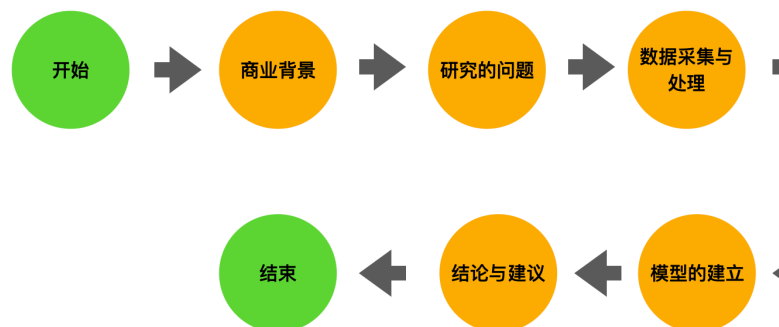 开始
商业背景
研究的问题
数据采集与
处理
结束
结论与建议
模型的建立